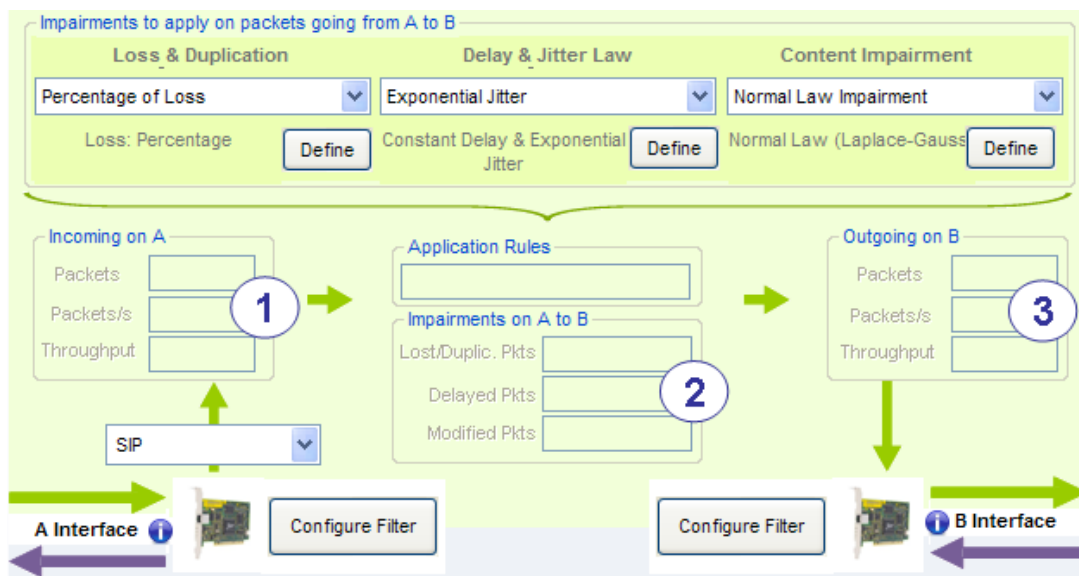 Impairments to apply on packets going from A to B
Loss & Duplication
Delay & Jitter Law
Content Impairment
Percentage of Loss
Exponential Jitter
Normal Law Impairment
Loss: Percentage
Define
Constant Delay & Exponential
Jitter
Define
Normal Law (Laplace-Gauss
Define
Incoming on A
Packets
Packets/s
Throughput
1
Application Rules
Impairments on A to B
Lost/Duplic. Pkts
Delayed Pkts
Modified Pkts
2
Outgoing on B
Packets
Packets/s
Throughput
3
SIP
A Interface
Configure Filter
Configure Filter
B Interface